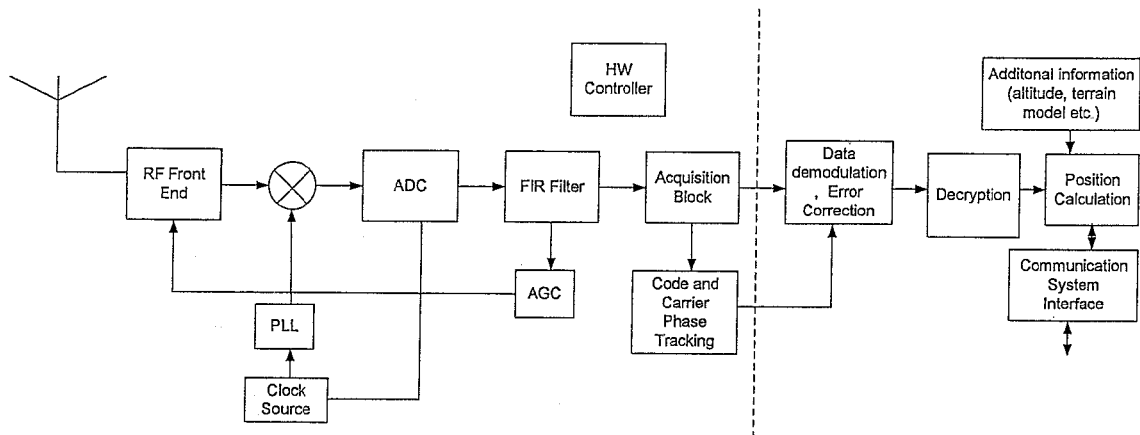 HW
Controller
Additonal information
(altitude, terrain
model etc.)
RF Front
End
ADC
FIR Filter
Acquisition
Block
Data
demodulation
, Error
Correction
Decryption
Position
Calculation
AGC
Code and
Carrier
Phase
Tracking
Communication
System
Interface
PLL
Clock
Source